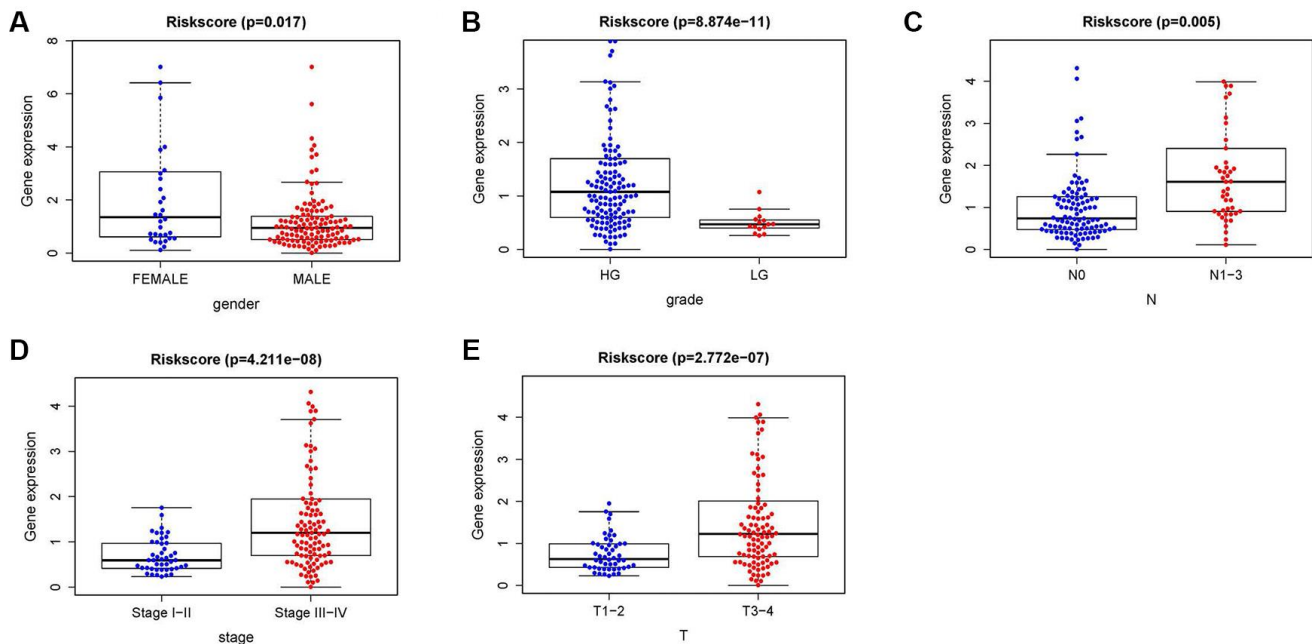 A
Riskscore (p=0.017)
Gene expression
8
6
4
2
0
FEMALE
MALE
gender
B
Riskscore (p=8.874e−11)
Gene expression
3
2
1
0
HG
LG
grade
C
Riskscore (p=0.005)
Gene expression
4
3
2
1
0
N0
N1−3
N
D
Riskscore (p=4.211e−08)
Gene expression
4
3
2
1
0
Stage I−II
Stage III−IV
stage
E
Riskscore (p=2.772e−07)
Gene expression
4
3
2
1
0
T1−2
T3−4
T